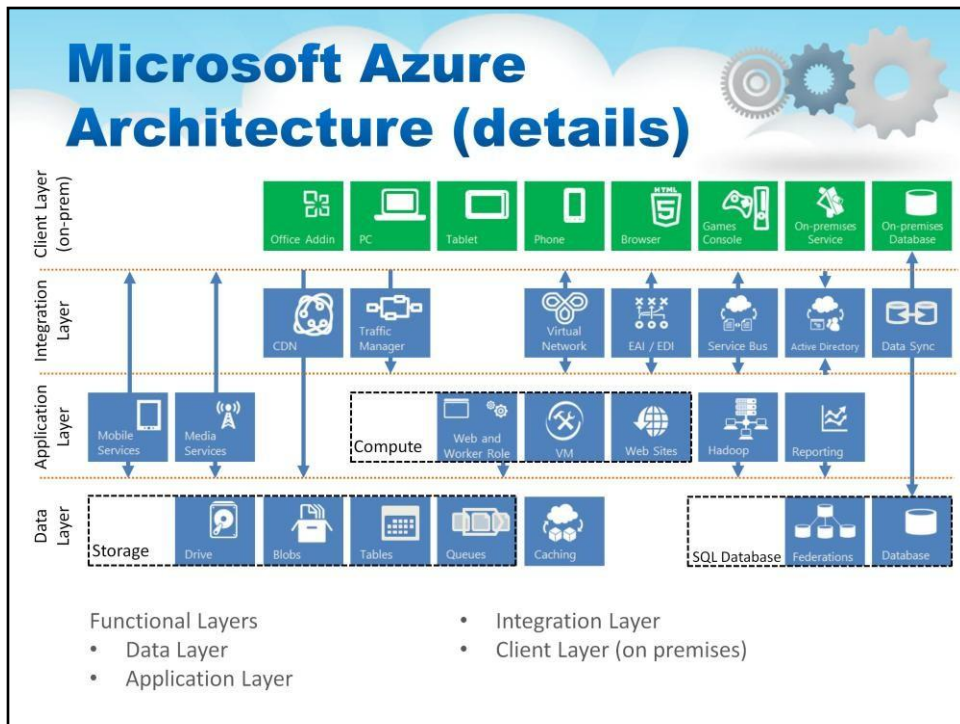 Microsoft Azure
Architecture (details)
Client Layer
(on-prem)
Office Addin
PC
Tablet
Phone
HTML
5
Browser
Games
Console
On-premises
Service
On-premises
Database
Integration
Layer
CDN
Traffic
Manager
Virtual
Network
EAI / EDI
Service Bus
Active Directory
Data Sync
Application
Layer
Mobile
Services
Media
Services
Compute
Web and
Worker Role
VM
Web Sites
Hadoop
Reporting
Data
Layer
Storage
Drive
Blobs
Tables
Queues
Caching
SQL Database
Federations
Database
Functional Layers
• Data Layer
• Application Layer
• Integration Layer
• Client Layer (on premises)